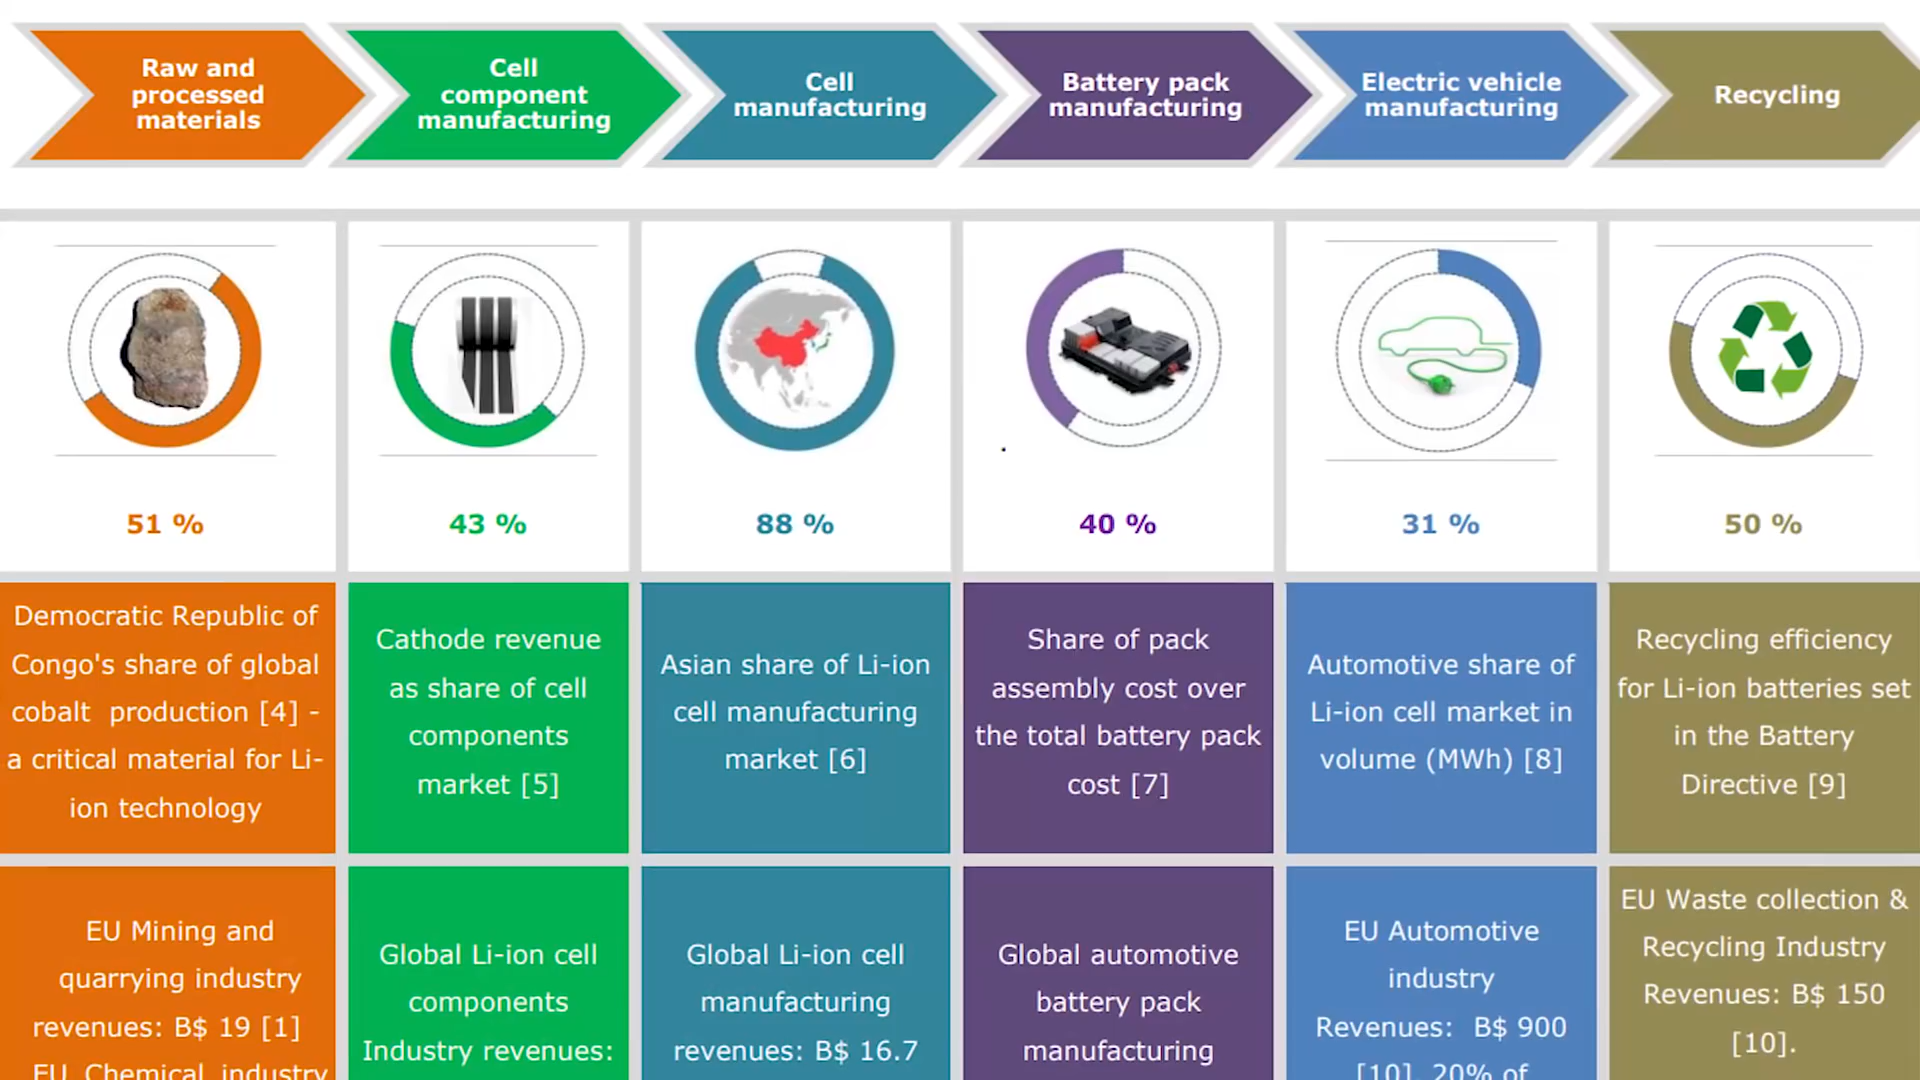 Raw and
processed
materials
Cell
component
manufacturing
Cell
manufacturing
Battery pack
manufacturing
Electric vehicle
manufacturing
Recycling
51 %
43 %
88 %
40 %
31 %
50 %
Democratic Republic of
Congo's share of global
cobalt production [4] -
a critical material for Li-
ion technology
Cathode revenue
as share of cell
components
market [5]
Asian share of Li-ion
cell manufacturing
market [6]
Share of pack
assembly cost over
the total battery pack
cost [7]
Automotive share of
Li-ion cell market in
volume (MWh) [8]
Recycling efficiency
for Li-ion batteries set
in the Battery
Directive [9]
EU Mining and
quarrying industry
revenues: B$ 19 [1]
EU Chemical industry
Global Li-ion cell
components
Industry revenues:
Global Li-ion cell
manufacturing
revenues: B$ 16.7
Global automotive
battery pack
manufacturing
EU Automotive
industry
Revenues: B$ 900
[10]. 20% of
EU Waste collection &
Recycling Industry
Revenues: B$ 150
[10].